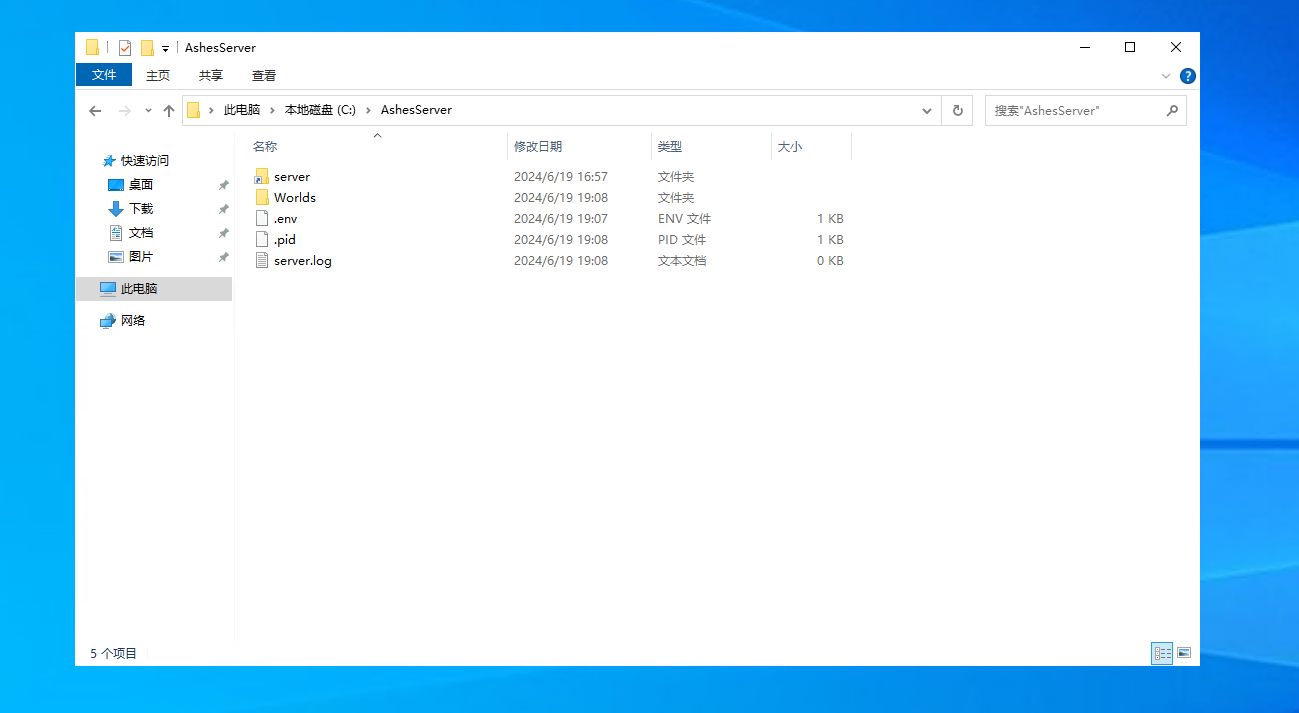 AshesServer
文件 主页 共享 查看
此电脑 本地磁盘 (C:) AshesServer 搜索"AshesServer"
名称 修改日期 类型 大小
快速访问
桌面
下载
文档
图片
此电脑
网络
server 2024/6/19 16:57 文件夹
Worlds 2024/6/19 19:08 文件夹
.env 2024/6/19 19:07 ENV 文件 1 KB
.pid 2024/6/19 19:08 PID 文件 1 KB
server.log 2024/6/19 19:08 文本文档 0 KB
5 个项目